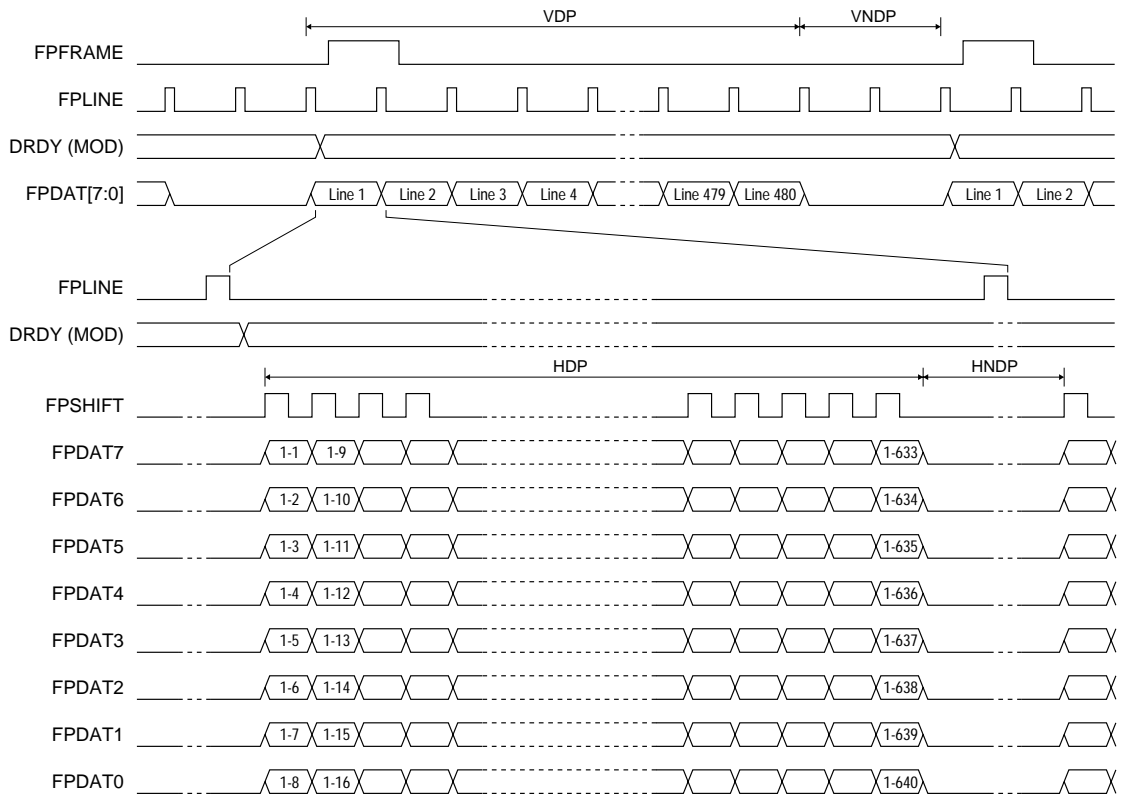 VDP VNDP
FPFRAME
FPLINE
DRDY (MOD)
FPDAT[7:0] Line 1 Line 2 Line 3 Line 4 Line 479 Line 480 Line 1 Line 2
FPLINE
DRDY (MOD)
HDP HNDP
FPSHIFT
FPDAT7 1-1 1-9 1-633
FPDAT6 1-2 1-10 1-634
FPDAT5 1-3 1-11 1-635
FPDAT4 1-4 1-12 1-636
FPDAT3 1-5 1-13 1-637
FPDAT2 1-6 1-14 1-638
FPDAT1 1-7 1-15 1-639
FPDAT0 1-8 1-16 1-640